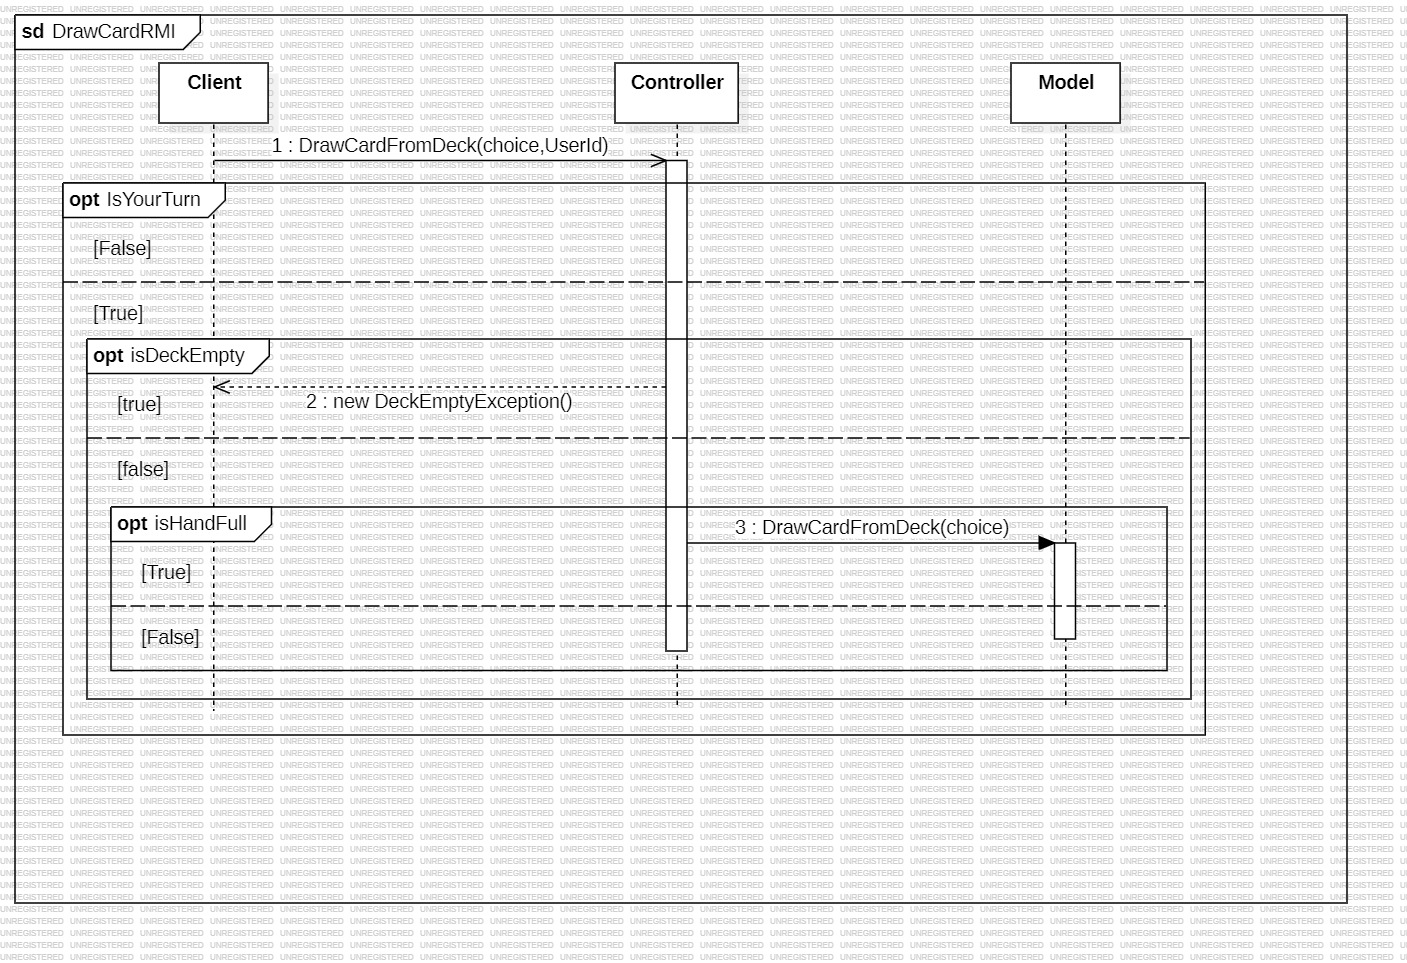 sd DrawCardRMI
Client
Controller
Model
1 : DrawCardFromDeck(choice,UserId)
opt IsYourTurn
[False]
[True]
opt isDeckEmpty
2 : new DeckEmptyException()
[true]
[false]
opt isHandFull
3 : DrawCardFromDeck(choice)
[True]
[False]
UNREGISTERED